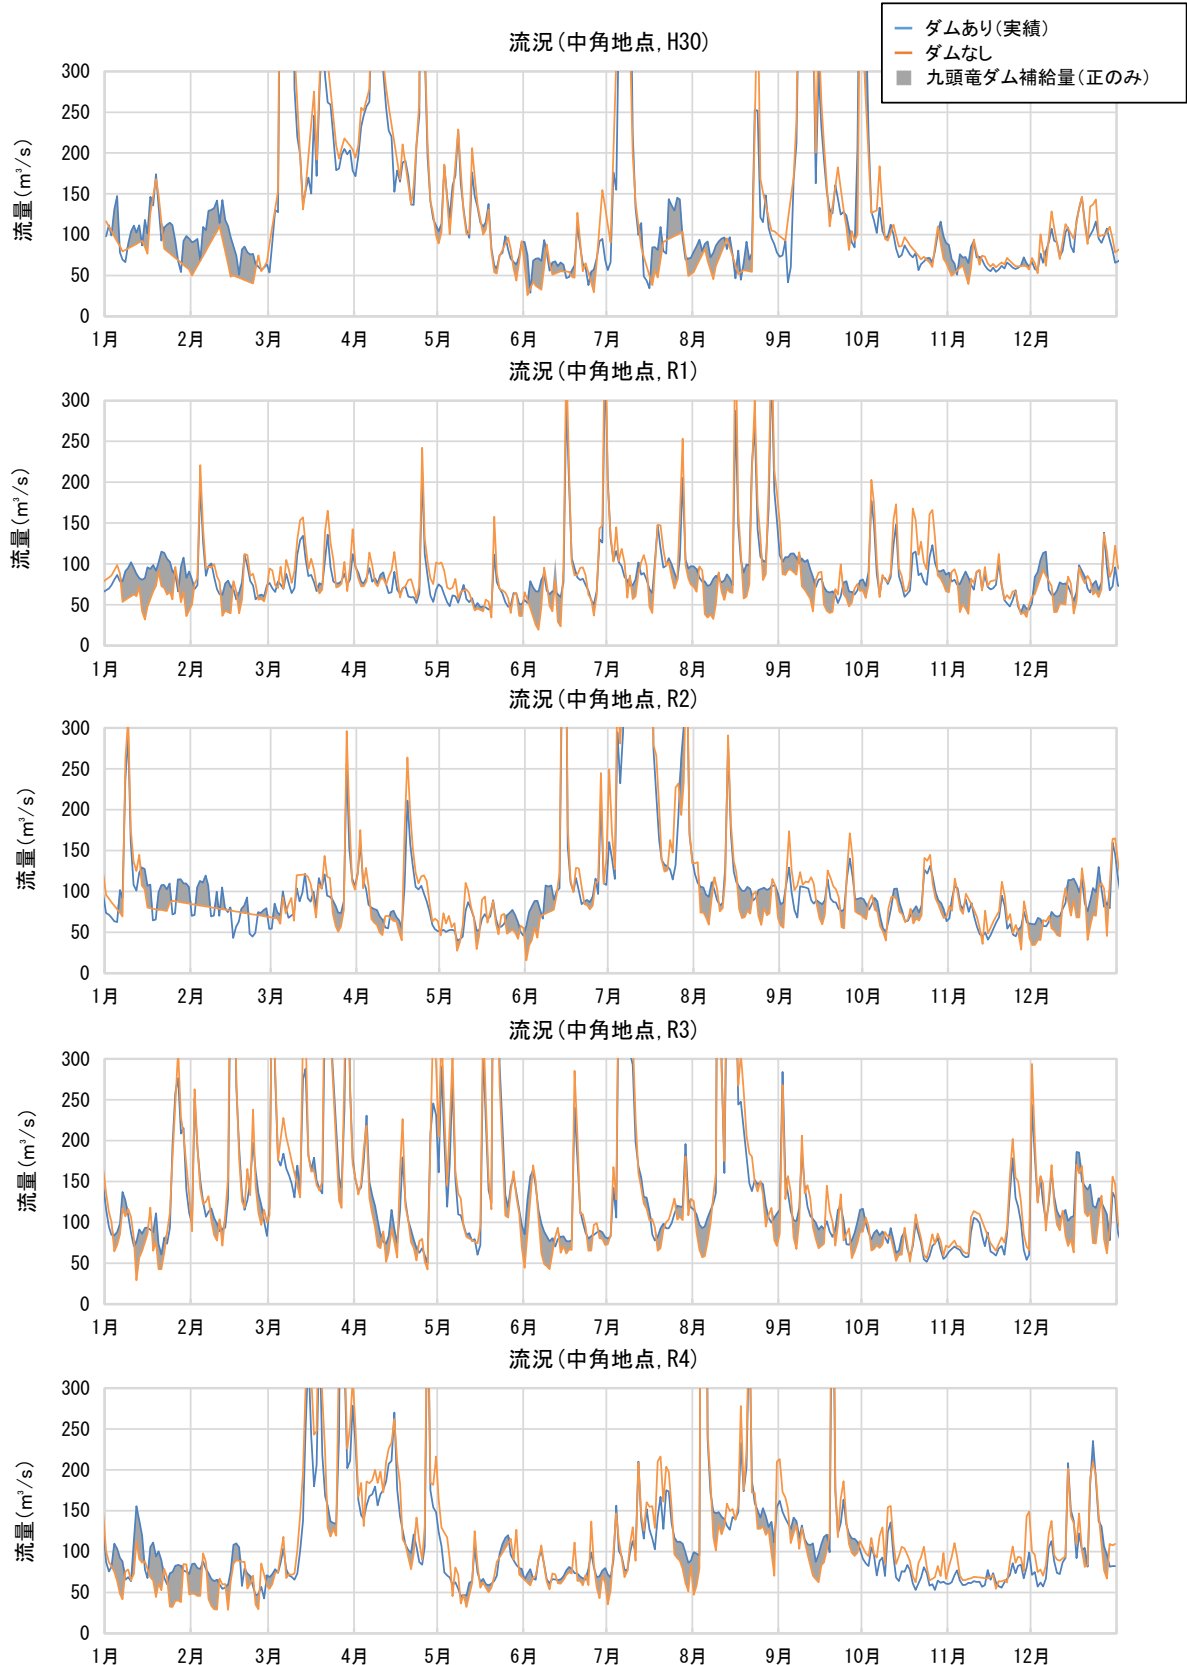 ダムあり(実績)
ダムなし
九頭竜ダム補給量(正のみ)
流況(中角地点, H30)
流量(m³/s)
300
250
200
150
100
50
0
1月 2月 3月 4月 5月 6月 7月 8月 9月 10月 11月 12月
流況(中角地点, R1)
流量(m³/s)
300
250
200
150
100
50
0
1月 2月 3月 4月 5月 6月 7月 8月 9月 10月 11月 12月
流況(中角地点, R2)
流量(m³/s)
300
250
200
150
100
50
0
1月 2月 3月 4月 5月 6月 7月 8月 9月 10月 11月 12月
流況(中角地点, R3)
流量(m³/s)
300
250
200
150
100
50
0
1月 2月 3月 4月 5月 6月 7月 8月 9月 10月 11月 12月
流況(中角地点, R4)
流量(m³/s)
300
250
200
150
100
50
0
1月 2月 3月 4月 5月 6月 7月 8月 9月 10月 11月 12月